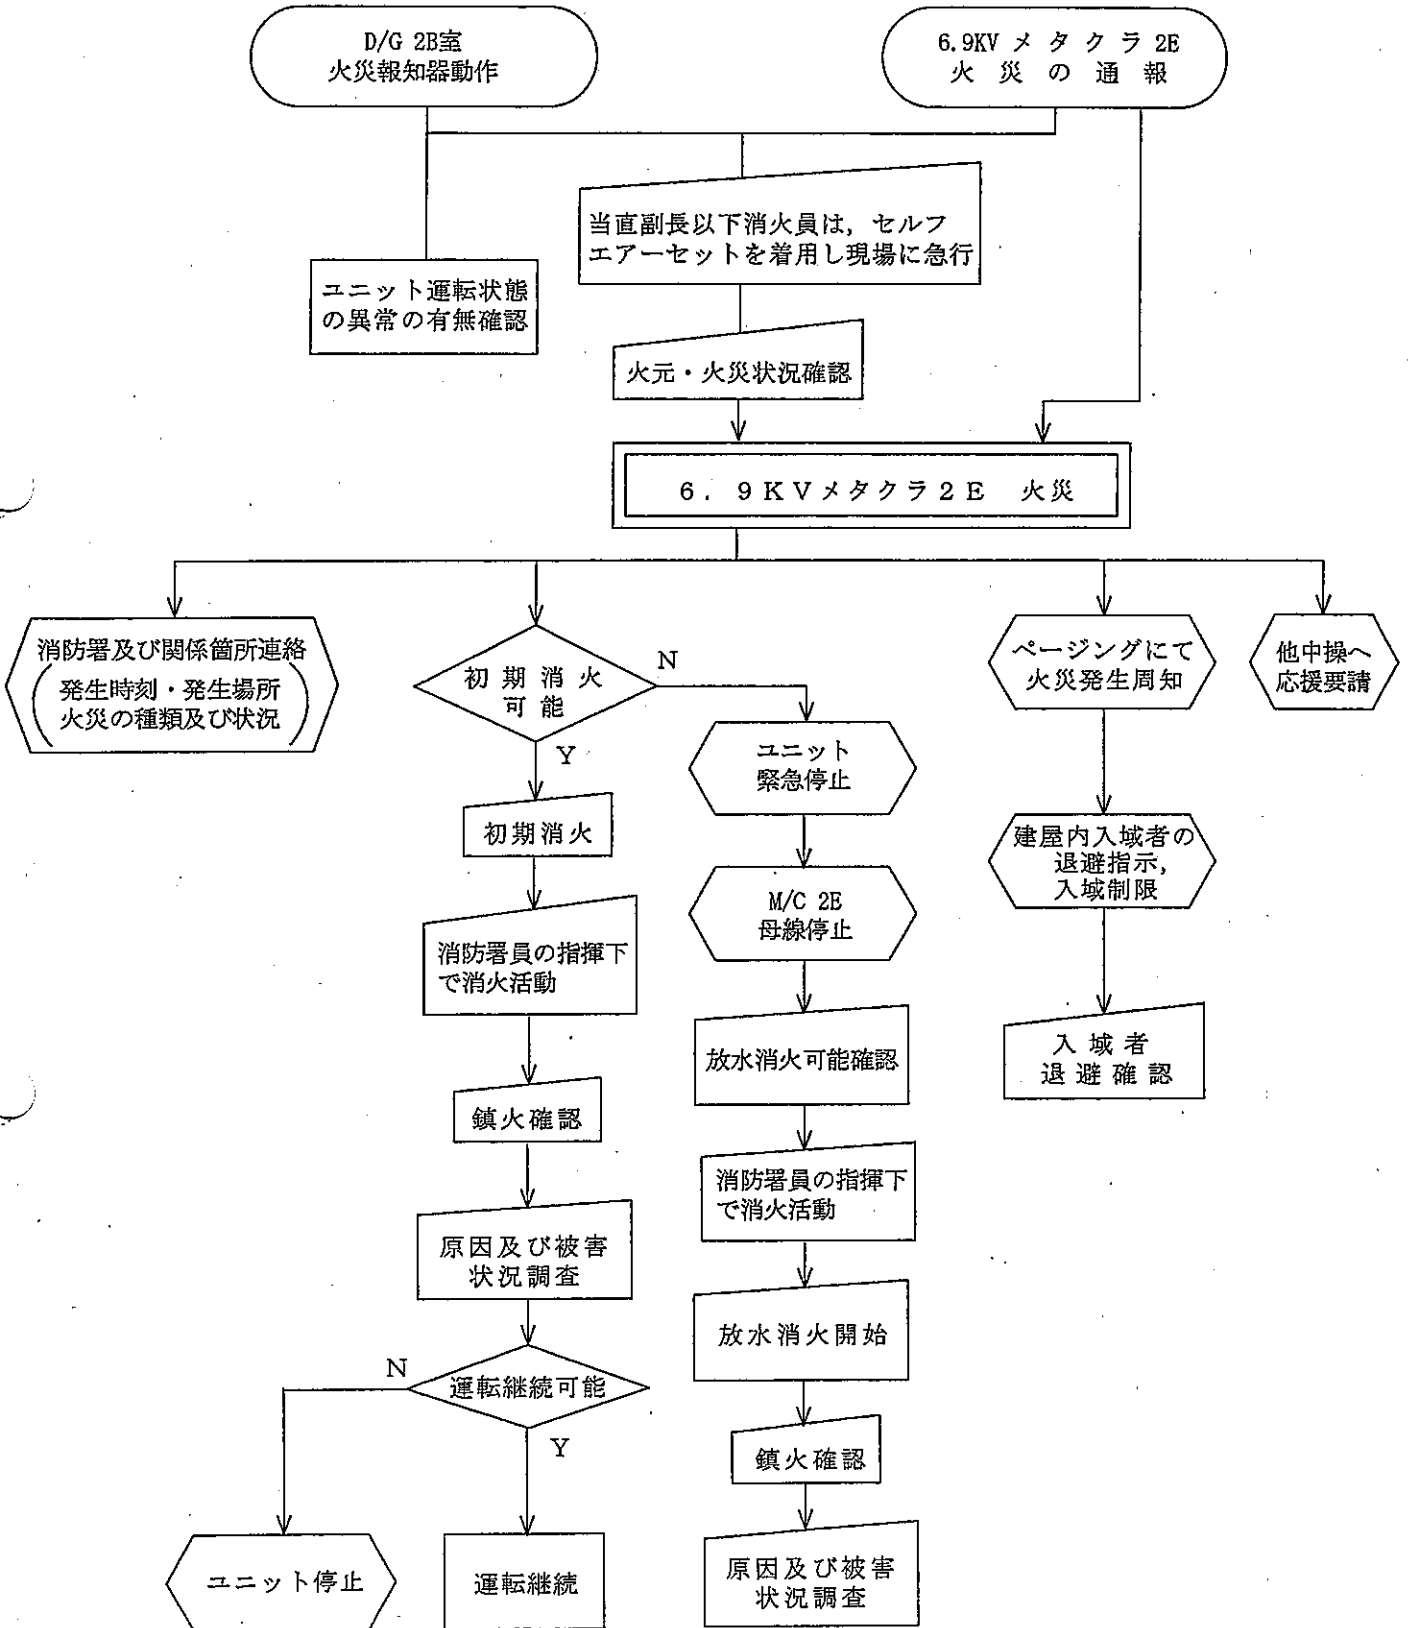 D/G 2B室
火災報知器動作
6.9KV メタクラ 2E
火災の通報
当直副長以下消火員は，セルフ
エアーセットを着用し現場に急行
ユニット運転状態
の異常の有無確認
火元・火災状況確認
６．９ＫＶメタクラ２Ｅ　火災
消防署及び関係箇所連絡
（発生時刻・発生場所
火災の種類及び状況）
初期消火
可能
N
Y
ページングにて
火災発生周知
他中操へ
応援要請
ユニット
緊急停止
初期消火
建屋内入域者の
退避指示，
入域制限
M/C 2E
母線停止
消防署員の指揮下
で消火活動
放水消火可能確認
入域者
退避確認
鎮火確認
消防署員の指揮下
で消火活動
原因及び被害
状況調査
放水消火開始
N
運転継続可能
Y
鎮火確認
ユニット停止
運転継続
原因及び被害
状況調査